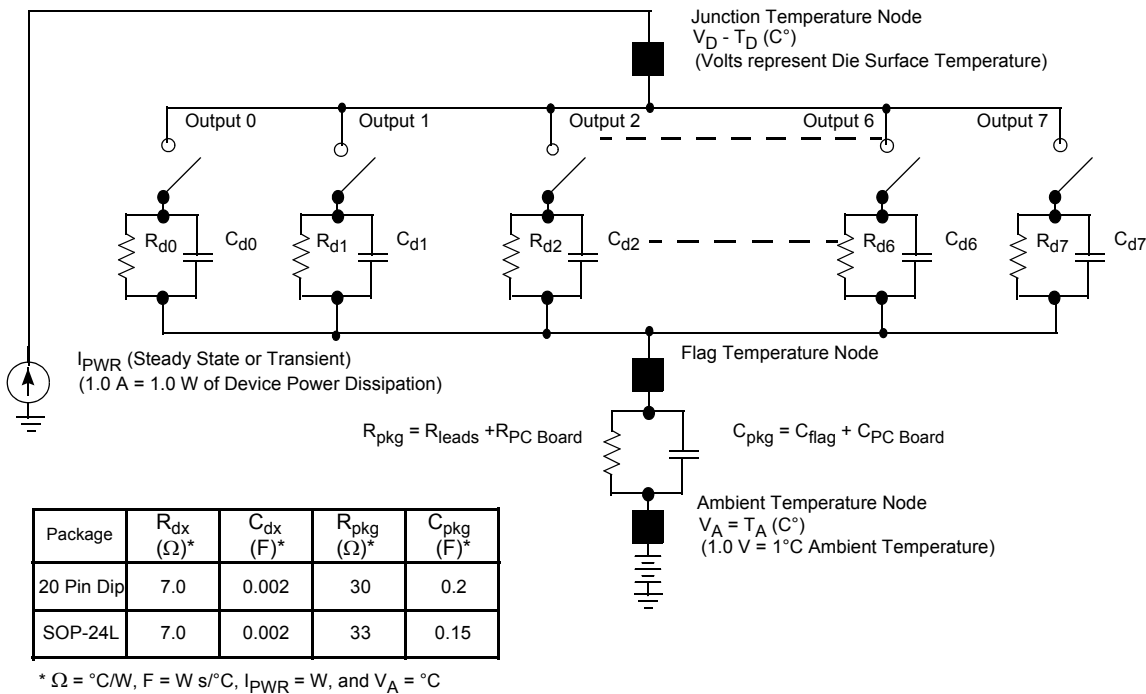 Junction Temperature Node
V_D - T_D (C°)
(Volts represent Die Surface Temperature)
Output 0
Output 1
Output 2
Output 6
Output 7
R_d0
C_d0
R_d1
C_d1
R_d2
C_d2
R_d6
C_d6
R_d7
C_d7
I_PWR (Steady State or Transient)
(1.0 A = 1.0 W of Device Power Dissipation)
Flag Temperature Node
R_pkg = R_leads +R_PC Board
C_pkg = C_flag + C_PC Board
Ambient Temperature Node
V_A = T_A (C°)
(1.0 V = 1°C Ambient Temperature)
Package R_dx (Ω)* C_dx (F)* R_pkg (Ω)* C_pkg (F)*
20 Pin Dip 7.0 0.002 30 0.2
SOP-24L 7.0 0.002 33 0.15
* Ω = °C/W, F = W s/°C, I_PWR = W, and V_A = °C